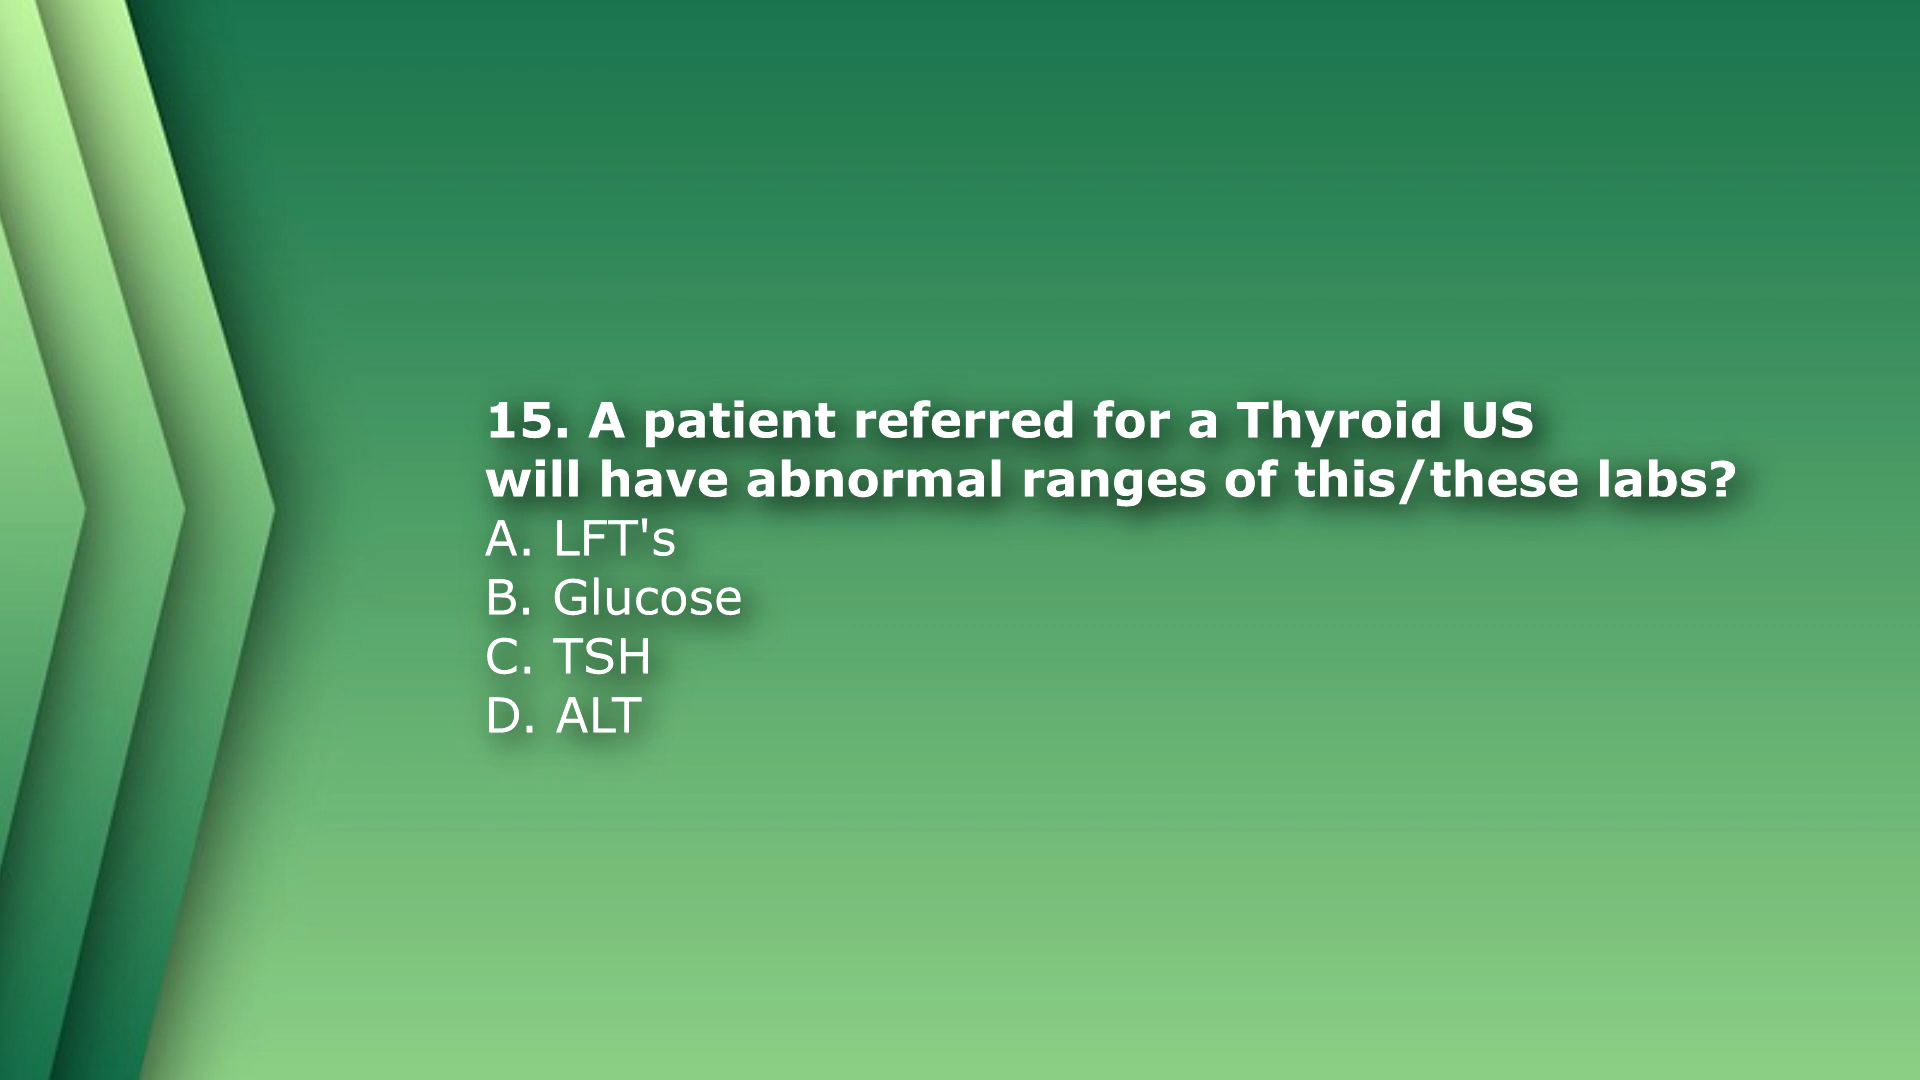 15. A patient referred for a Thyroid US
will have abnormal ranges of this/these labs?
A. LFT's
B. Glucose
C. TSH
D. ALT